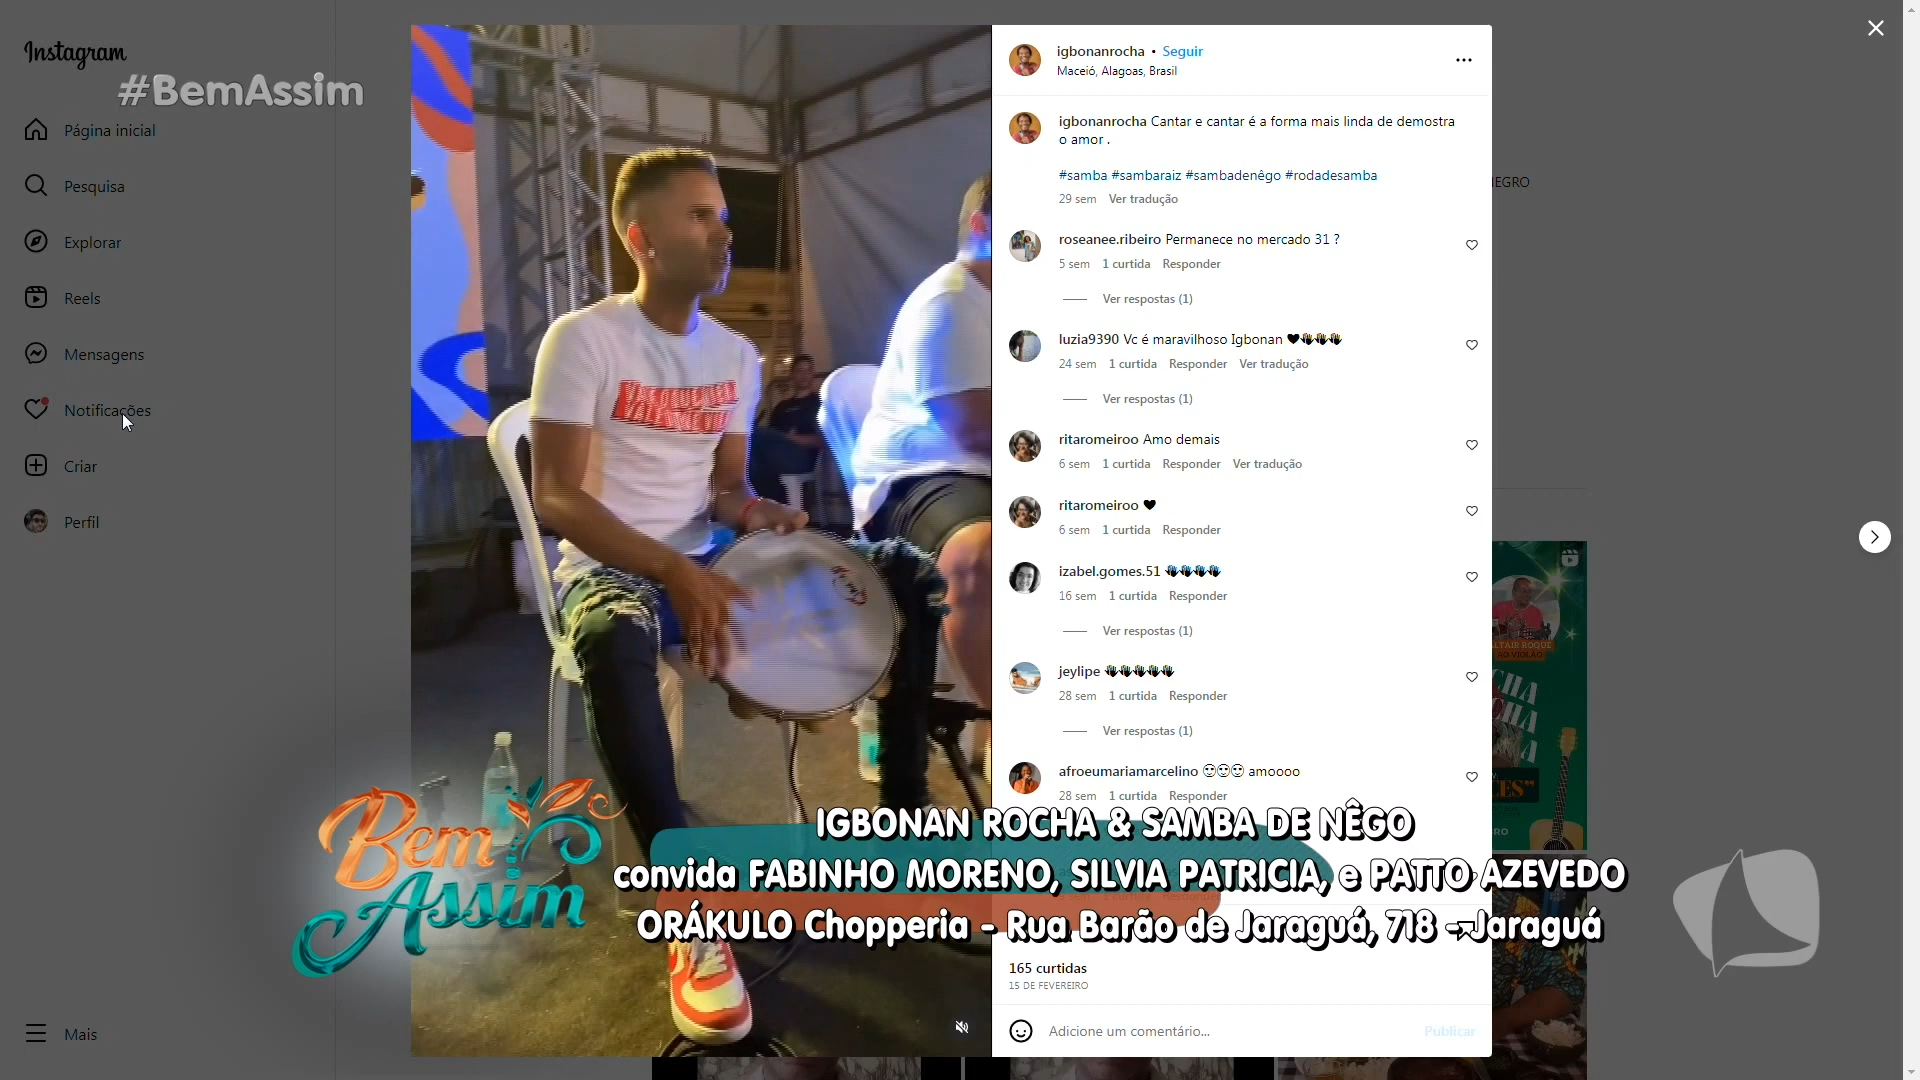 Instagram
#BemAssim
Página inicial
Pesquisa
Explorar
Reels
Mensagens
Notificações
Criar
Perfil
Mais
igbonanrocha • Seguir
Maceió, Alagoas, Brasil
igbonanrocha Cantar e cantar é a forma mais linda de demostra
o amor .
#samba #sambaraiz #sambadenêgo #rodadesamba
29 sem Ver tradução
roseanee.ribeiro Permanece no mercado 31 ?
5 sem 1 curtida Responder
Ver respostas (1)
luzia9390 Vc é maravilhoso Igbonan 🖤👋👋👋
24 sem 1 curtida Responder Ver tradução
Ver respostas (1)
ritaromeiroo Amo demais
6 sem 1 curtida Responder Ver tradução
ritaromeiroo 🖤
6 sem 1 curtida Responder
izabel.gomes.51 👋👋👋👋
16 sem 1 curtida Responder
Ver respostas (1)
jeylipe 👋👋👋👋👋
28 sem 1 curtida Responder
Ver respostas (1)
afroeumariamarcelino 😍😍😍 amoooo
28 sem 1 curtida Responder
Bem
Assim
IGBONAN ROCHA & SAMBA DE NÊGO
convida FABINHO MORENO, SILVIA PATRICIA, e PATTO AZEVEDO
ORÁKULO Chopperia - Rua Barão de Jaraguá, 718 - Jaraguá
165 curtidas
15 DE FEVEREIRO
Adicione um comentário...
Publicar
ALTAIR ROQUE
AO VIOLÃO